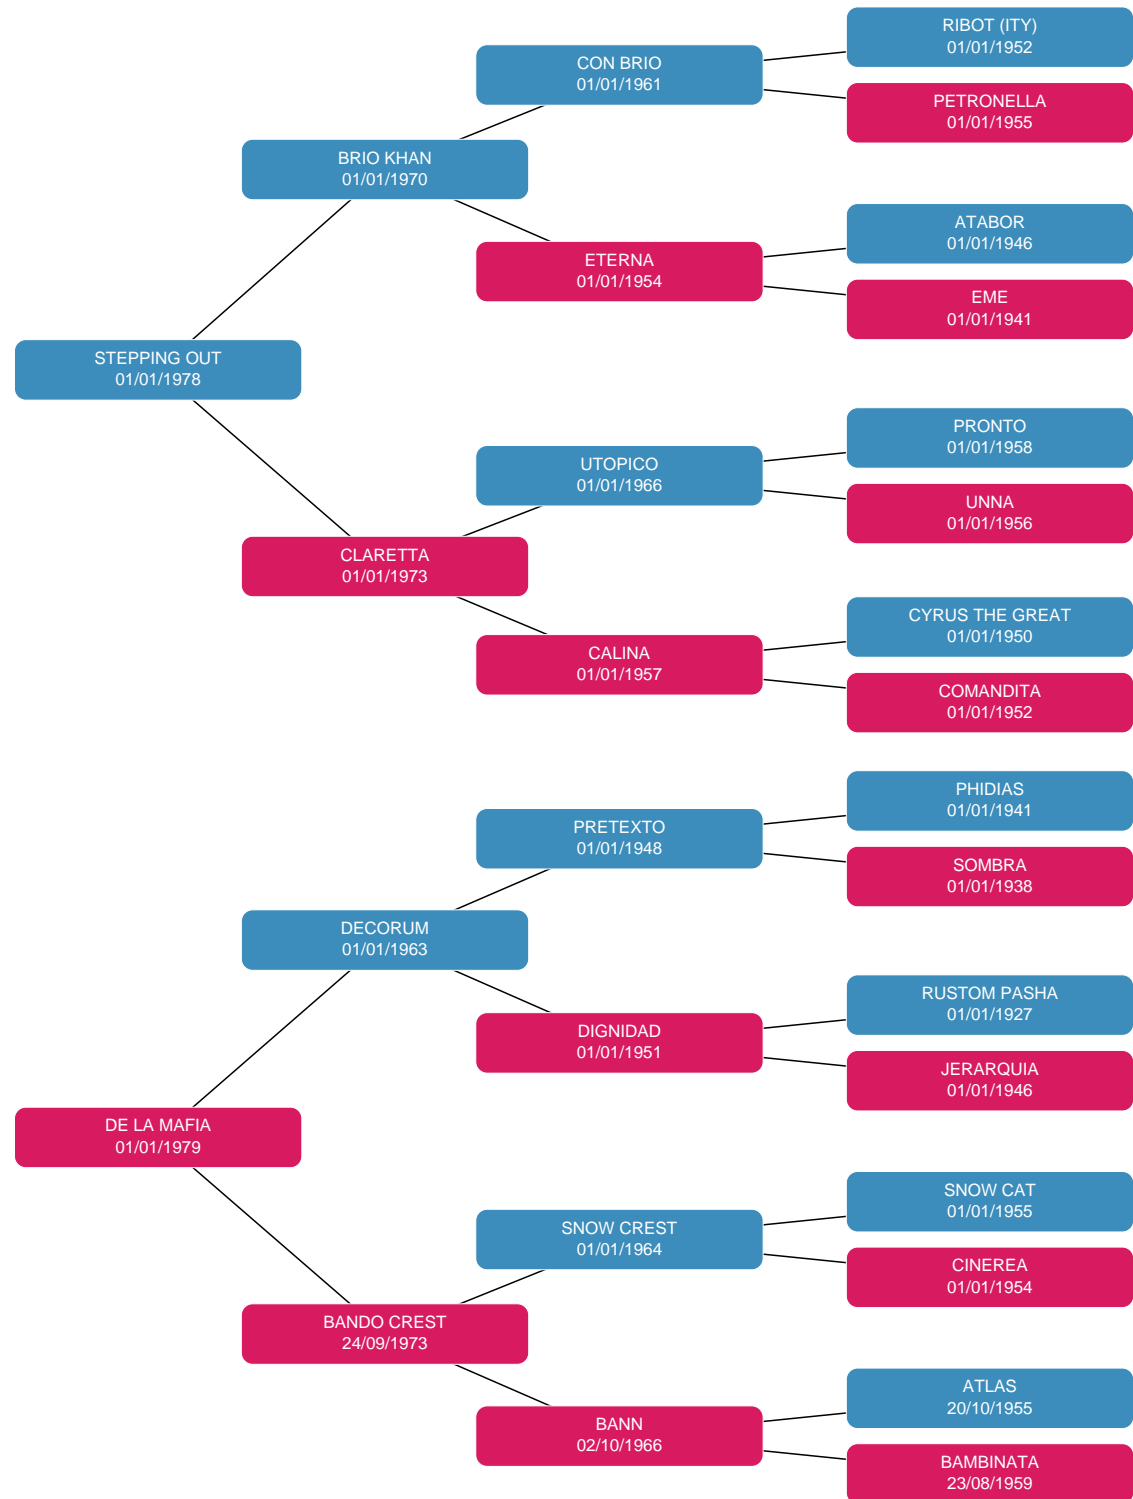 RIBOT (ITY)
01/01/1952
CON BRIO
01/01/1961
PETRONELLA
01/01/1955
BRIO KHAN
01/01/1970
ATABOR
01/01/1946
ETERNA
01/01/1954
EME
01/01/1941
STEPPING OUT
01/01/1978
PRONTO
01/01/1958
UTOPICO
01/01/1966
UNNA
01/01/1956
CLARETTA
01/01/1973
CYRUS THE GREAT
01/01/1950
CALINA
01/01/1957
COMANDITA
01/01/1952
PHIDIAS
01/01/1941
PRETEXTO
01/01/1948
SOMBRA
01/01/1938
DECORUM
01/01/1963
RUSTOM PASHA
01/01/1927
DIGNIDAD
01/01/1951
JERARQUIA
01/01/1946
DE LA MAFIA
01/01/1979
SNOW CAT
01/01/1955
SNOW CREST
01/01/1964
CINEREA
01/01/1954
BANDO CREST
24/09/1973
ATLAS
20/10/1955
BANN
02/10/1966
BAMBINATA
23/08/1959